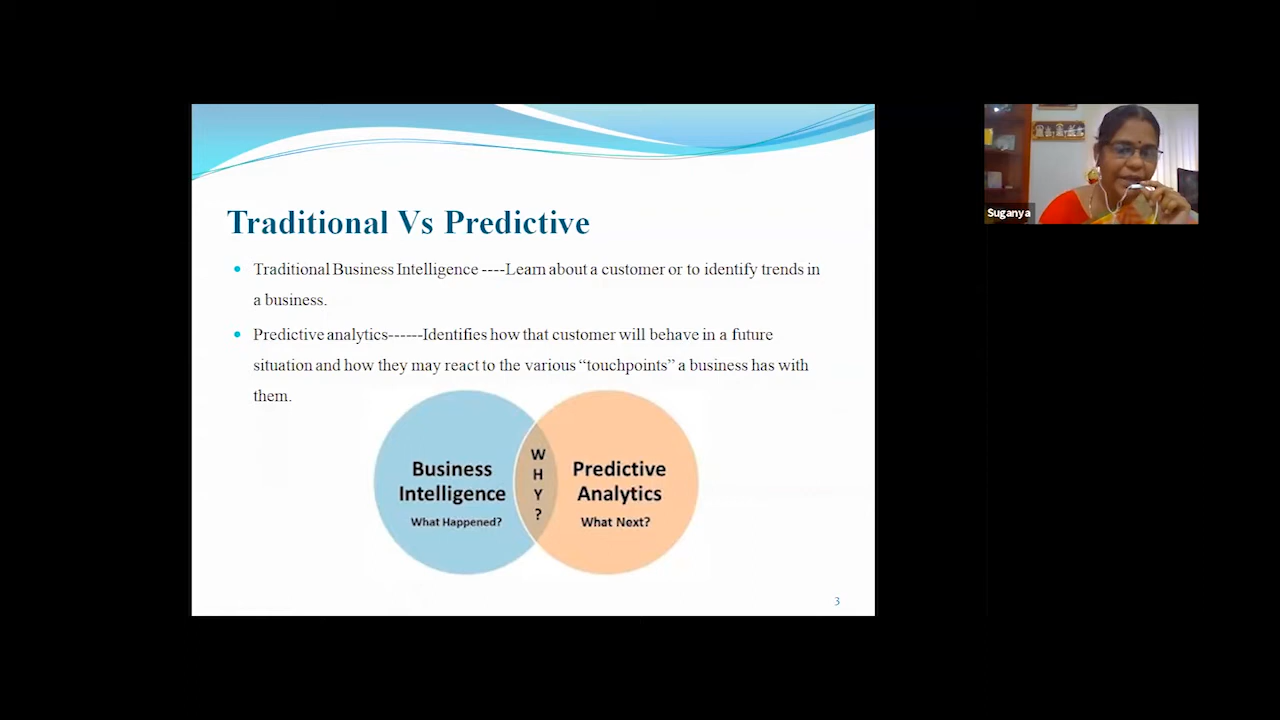 Traditional Vs Predictive
Traditional Business Intelligence ----Learn about a customer or to identify trends in
a business.
Predictive analytics------Identifies how that customer will behave in a future
situation and how they may react to the various “touchpoints” a business has with
them.
Business
Intelligence
What Happened?
W
H
Y
?
Predictive
Analytics
What Next?
3
Suganya